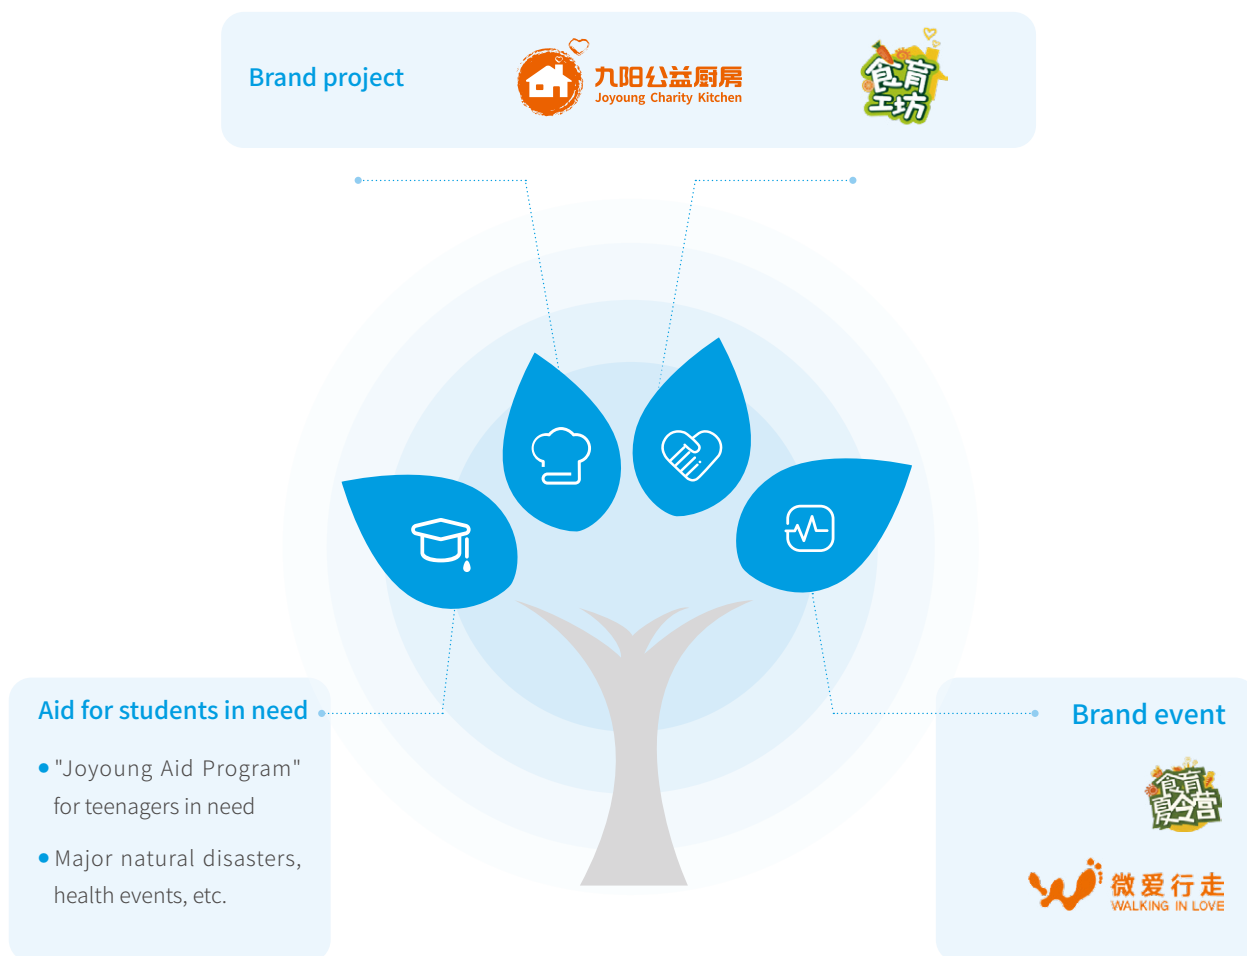 Brand project
九阳公益厨房
Joyoung Charity Kitchen
食育
工坊
Aid for students in need
"Joyoung Aid Program"
for teenagers in need
Major natural disasters,
health events, etc.
Brand event
食育
夏令营
微爱行走
WALKING IN LOVE